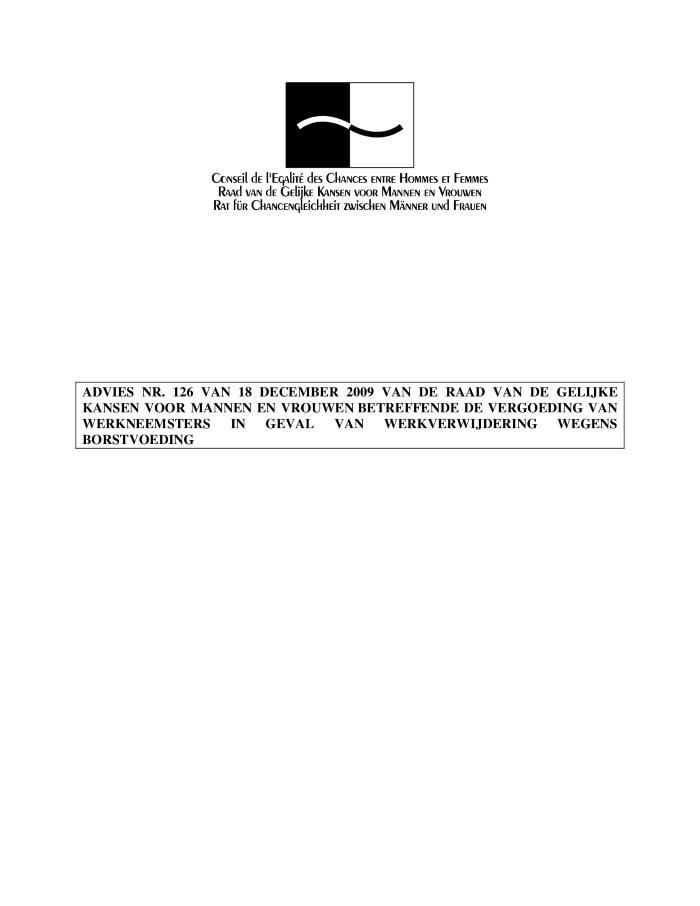 Conseil de l'Egalité des Chances entre Hommes et Femmes
Raad van de Gelijke Kansen voor Mannen en Vrouwen
Rat für Chancengleichheit zwischen Männer und Frauen
ADVIES NR. 126 VAN 18 DECEMBER 2009 VAN DE RAAD VAN DE GELIJKE
KANSEN VOOR MANNEN EN VROUWEN BETREFFENDE DE VERGOEDING VAN
WERKNEEMSTERS IN GEVAL VAN WERKVERWIJDERING WEGENS
BORSTVOEDING